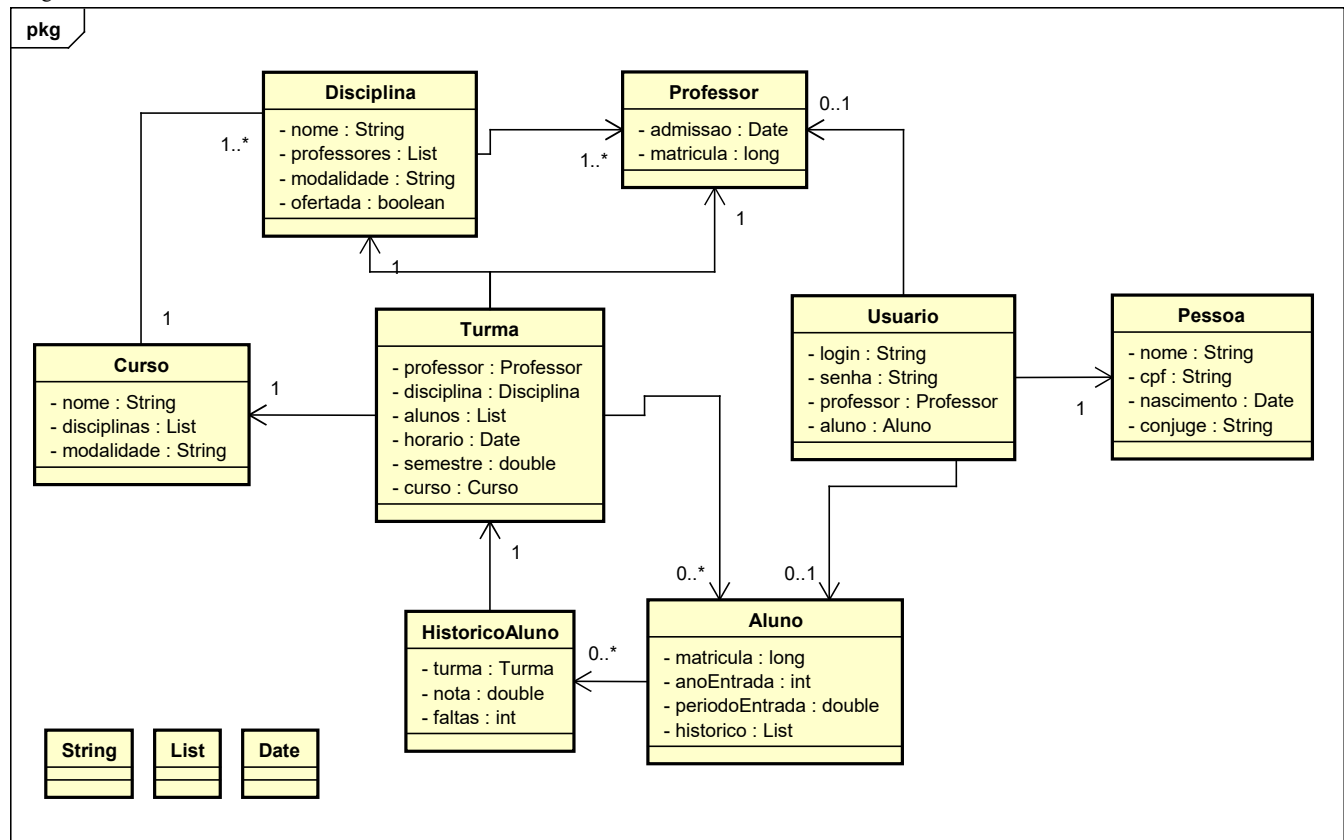 pkg
Disciplina
- nome : String
- professores : List
- modalidade : String
- ofertada : boolean
1..*
1..*
Professor
- admissao : Date
- matricula : long
0..1
1
1
1
Curso
- nome : String
- disciplinas : List
- modalidade : String
1
Turma
- professor : Professor
- disciplina : Disciplina
- alunos : List
- horario : Date
- semestre : double
- curso : Curso
Usuario
- login : String
- senha : String
- professor : Professor
- aluno : Aluno
1
Pessoa
- nome : String
- cpf : String
- nascimento : Date
- conjuge : String
1
0..*
0..1
HistoricoAluno
- turma : Turma
- nota : double
- faltas : int
0..*
Aluno
- matricula : long
- anoEntrada : int
- periodoEntrada : double
- historico : List
String
List
Date